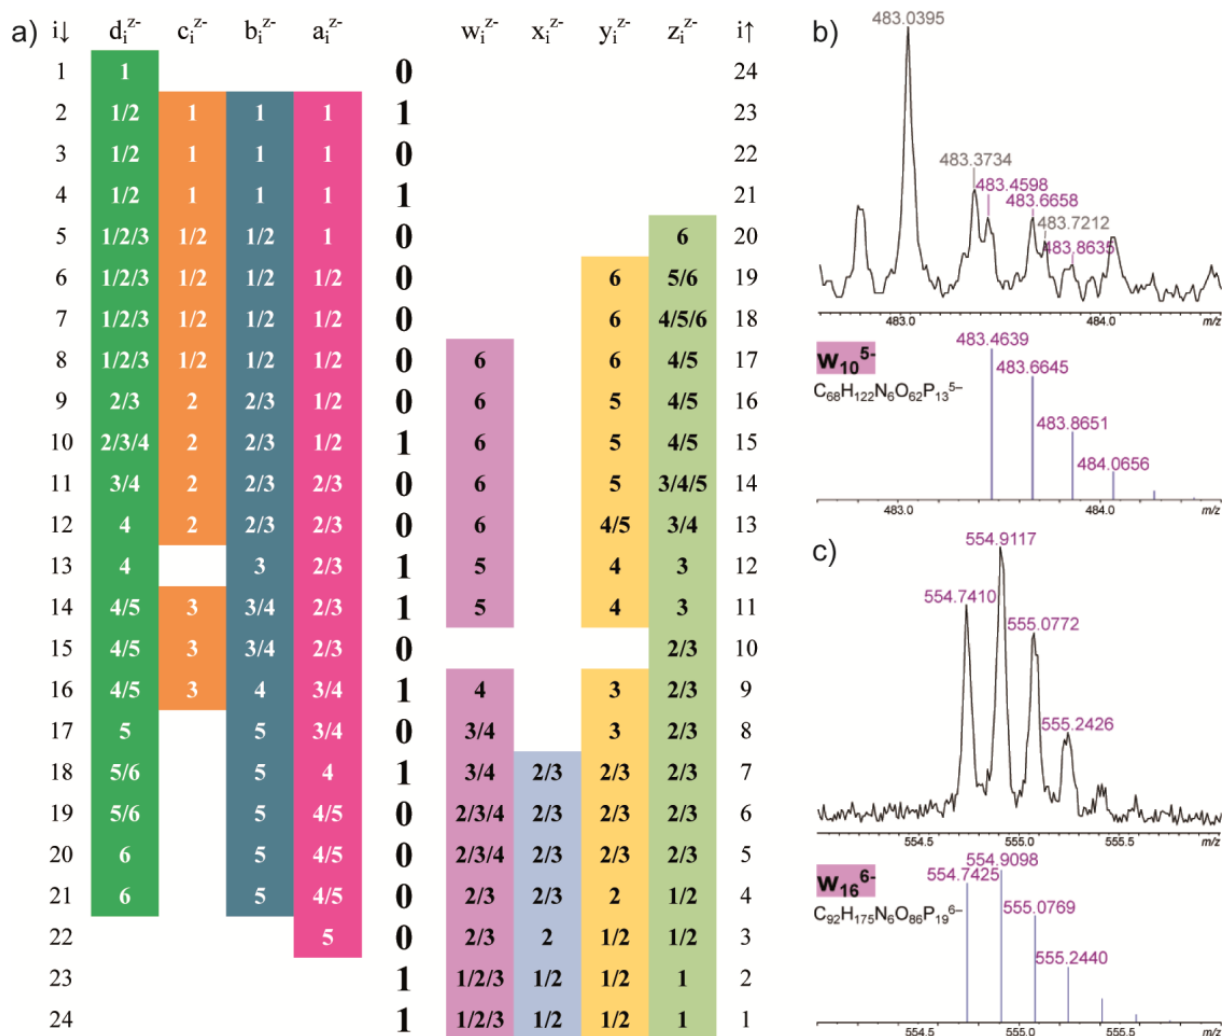 a) i↓ d_i^z- c_i^z- b_i^z- a_i^z- w_i^z- x_i^z- y_i^z- z_i^z- i↑
1 1 0 24
2 1/2 1 1 1 1 23
3 1/2 1 1 1 0 22
4 1/2 1 1 1 1 21
5 1/2/3 1/2 1/2 1 0 6 20
6 1/2/3 1/2 1/2 1/2 0 6 5/6 19
7 1/2/3 1/2 1/2 1/2 0 6 4/5/6 18
8 1/2/3 1/2 1/2 1/2 0 6 6 4/5 17
9 2/3 2 2/3 1/2 0 6 5 4/5 16
10 2/3/4 2 2/3 1/2 1 6 5 4/5 15
11 3/4 2 2/3 2/3 0 6 5 3/4/5 14
12 4 2 2/3 2/3 0 6 4/5 3/4 13
13 4 3 2/3 1 5 4 3 12
14 4/5 3 3/4 2/3 1 5 4 3 11
15 4/5 3 3/4 2/3 0 2/3 10
16 4/5 3 4 3/4 1 4 3 2/3 9
17 5 5 3/4 0 3/4 3 2/3 8
18 5/6 5 4 1 3/4 2/3 2/3 2/3 7
19 5/6 5 4/5 0 2/3/4 2/3 2/3 2/3 6
20 6 5 4/5 0 2/3/4 2/3 2/3 2/3 5
21 6 5 4/5 0 2/3 2/3 2 1/2 4
22 5 0 2/3 2 1/2 1/2 3
23 1 1/2/3 1/2 1/2 1 2
24 1 1/2/3 1/2 1/2 1 1
b)
483.0395
483.3734
483.4598
483.6658
483.7212
483.8635
483.0 484.0 m/z
w10^5-
C68H122N6O62P13^5-
483.4639
483.6645
483.8651
484.0656
483.0 484.0 m/z
c)
554.9117
554.7410
555.0772
555.2426
554.5 555.0 555.5 m/z
w16^6-
C92H175N6O86P19^6-
554.9098
554.7425
555.0769
555.2440
554.5 555.0 555.5 m/z